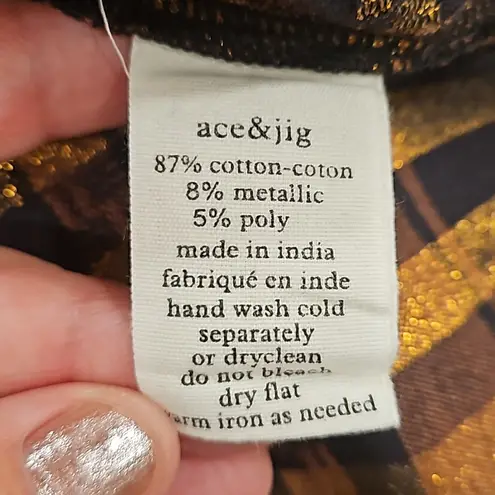 ace&jig
87% cotton-coton
8% metallic
5% poly
made in india
fabriqué en inde
hand wash cold
separately
or dryclean
do not bleach
dry flat
warm iron as needed